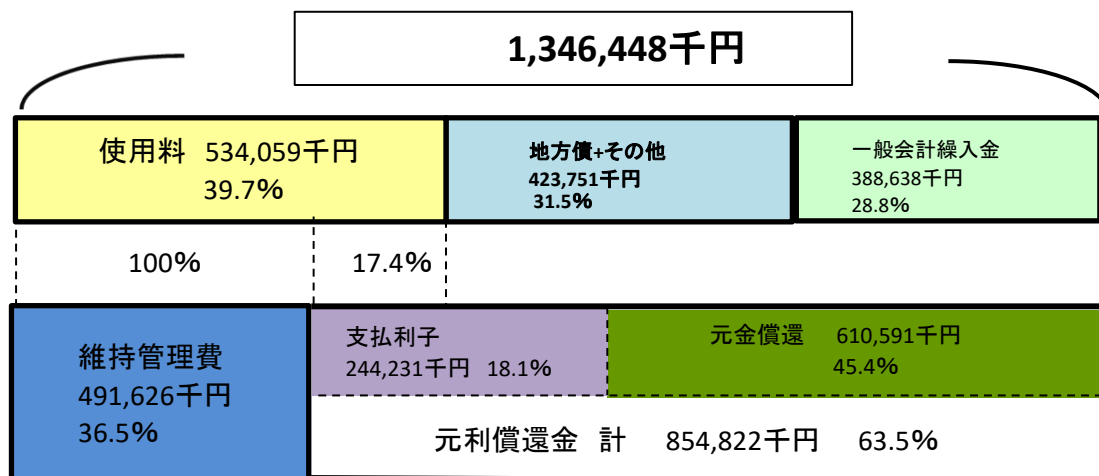 1,346,448千円
使用料 534,059千円
39.7%
地方債+その他
423,751千円
31.5%
一般会計繰入金
388,638千円
28.8%
100%
17.4%
維持管理費
491,626千円
36.5%
支払利子
244,231千円 18.1%
元金償還 610,591千円
45.4%
元利償還金 計 854,822千円 63.5%